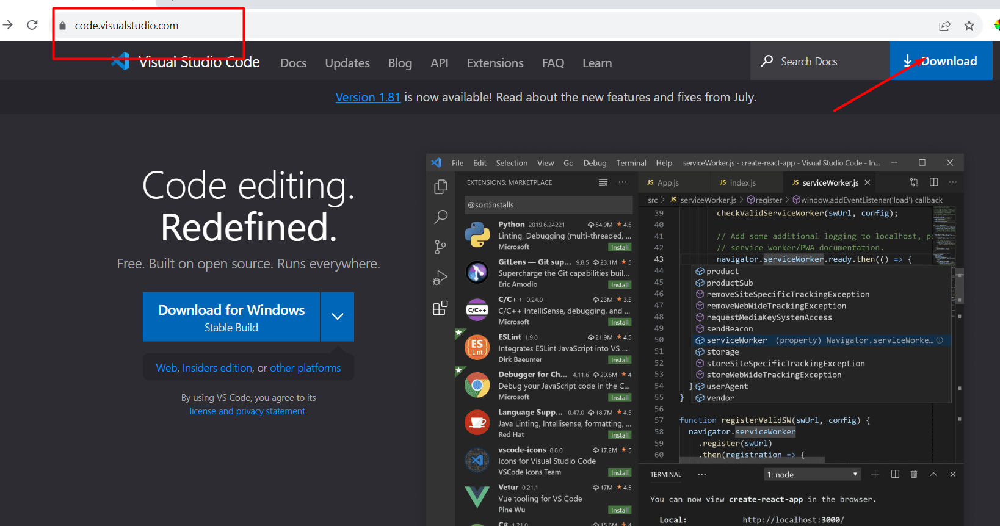 code.visualstudio.com
Visual Studio Code Docs Updates Blog API Extensions FAQ Learn Search Docs Download
Version 1.81 is now available! Read about the new features and fixes from July.
Code editing.
Redefined.
Free. Built on open source. Runs everywhere.
Download for Windows
Stable Build
Web, Insiders edition, or other platforms
By using VS Code, you agree to its
license and privacy statement.
File Edit Selection View Go Debug Terminal Help serviceWorker.js - create-react-app - Visual Studio Code - In...
EXTENSIONS: MARKETPLACE
@sort:installs
Python 2019.6.24221 54.9M ★ 4.5
Linting, Debugging (multi-threaded, ...
Microsoft Install
GitLens — Git sup... 9.8.5 23.1M ★ 5
Supercharge the Git capabilities buil...
Eric Amodio Install
C/C++ 0.24.0 23M ★ 3.5
C/C++ C/C++ IntelliSense, debugging, and ...
Microsoft Install
ESLint 1.9.0 21.9M ★ 4.5
ES Lint Integrates ESLint JavaScript into VS ...
Dirk Baeumer Install
Debugger for Ch... 4.11.6 20.6M ★ 4
Debug your JavaScript code in the C...
Microsoft Install
Language Supp... 0.47.0 18.7M ★ 4.5
Java Linting, Intellisense, formatting, ...
Red Hat Install
vscode-icons 8.8.0 17.2M ★ 5
Icons for Visual Studio Code
VSCode Icons Team Install
Vetur 0.21.1 17M ★ 4.5
Vue tooling for VS Code
Pine Wu Install
C# 1.21.0 15.6M ★ 4
JS App.js JS index.js JS serviceWorker.js
src > JS serviceWorker.js > register > window.addEventListener('load') callback
39 checkValidServiceWorker(swUrl, config);
40
41 // Add some additional logging to localhost, po
42 // service worker/PWA documentation.
43 navigator.serviceWorker.ready.then(() => {
44 product
45 productSub
46 removeSiteSpecificTrackingException
47 removeWebWideTrackingException
48 requestMediaKeySystemAccess
49 sendBeacon
50 serviceWorker (property) Navigator.serviceWorke...
51 storage
52 storeSiteSpecificTrackingException
53 storeWebWideTrackingException
54 } userAgent
55 } vendor
56
57 function registerValidSW(swUrl, config) {
58 navigator.serviceWorker
59 .register(swUrl)
60 .then(registration => {
TERMINAL ... 1: node
You can now view create-react-app in the browser.
Local: http://localhost:3000/